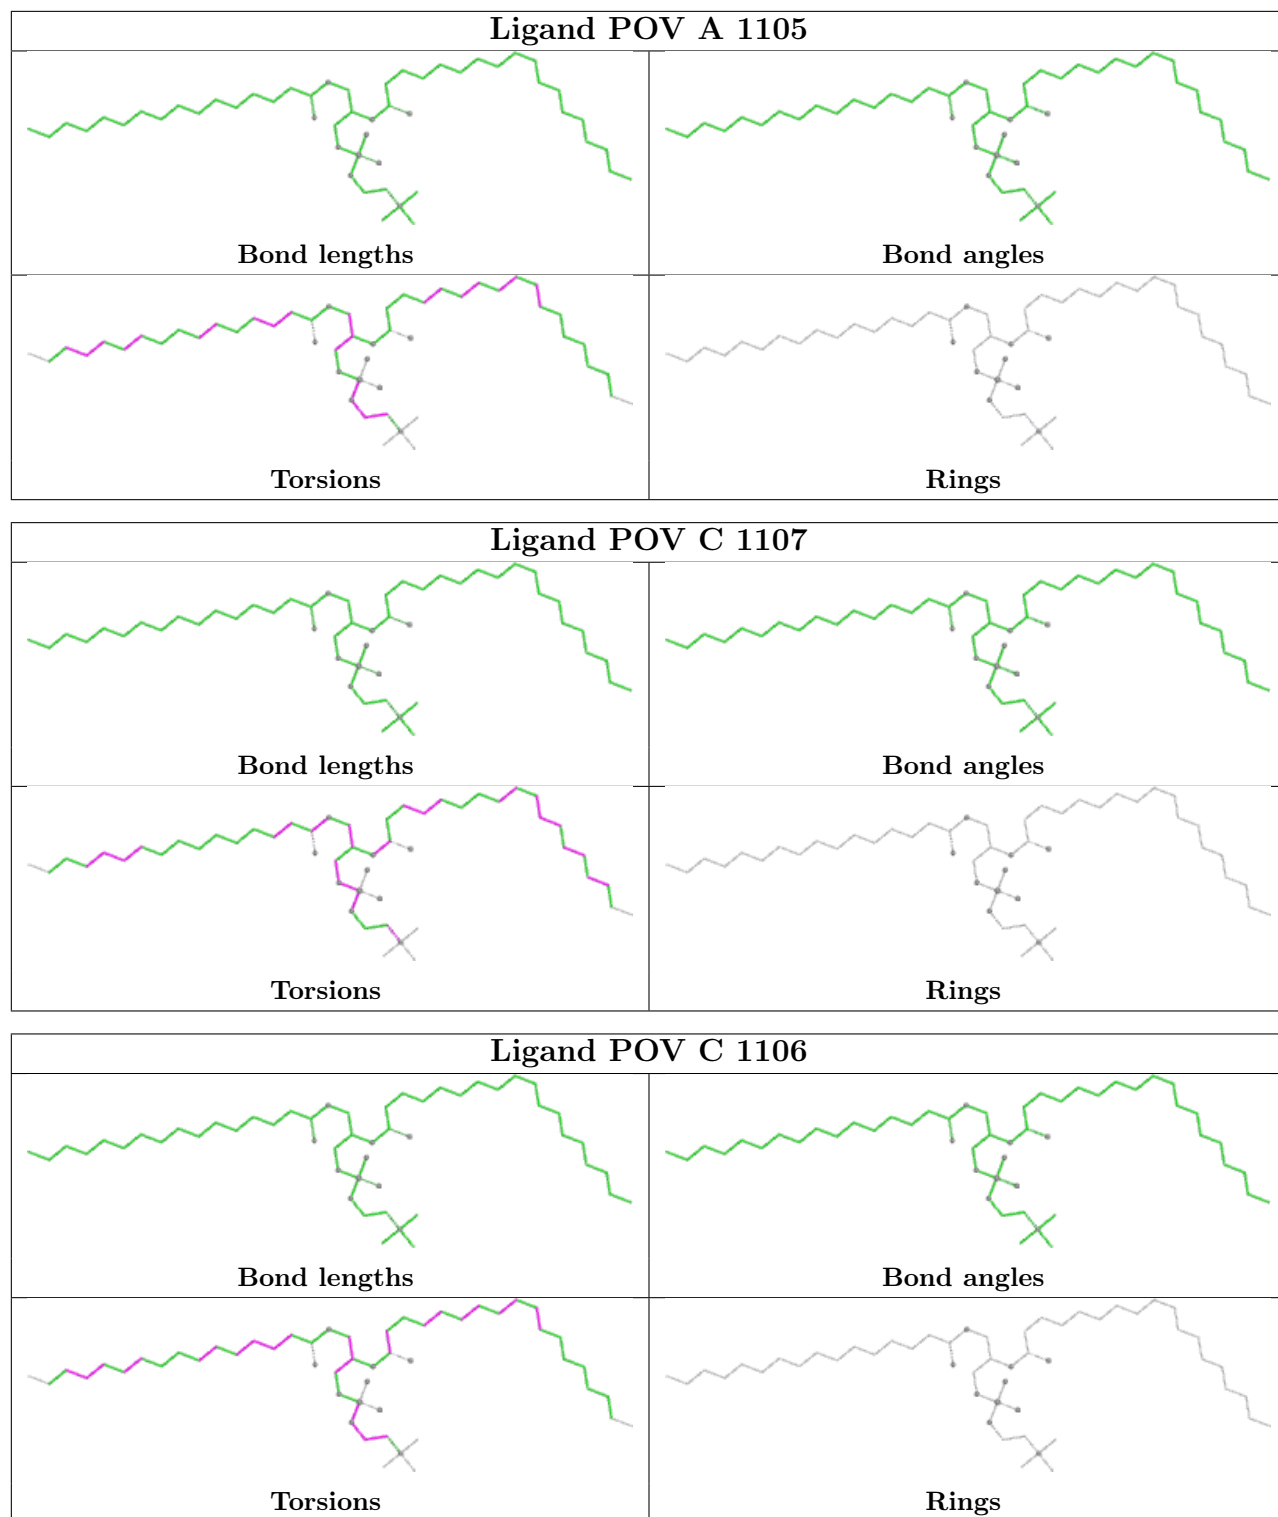 Ligand POV A 1105
Bond lengths
Bond angles
Torsions
Rings
Ligand POV C 1107
Bond lengths
Bond angles
Torsions
Rings
Ligand POV C 1106
Bond lengths
Bond angles
Torsions
Rings